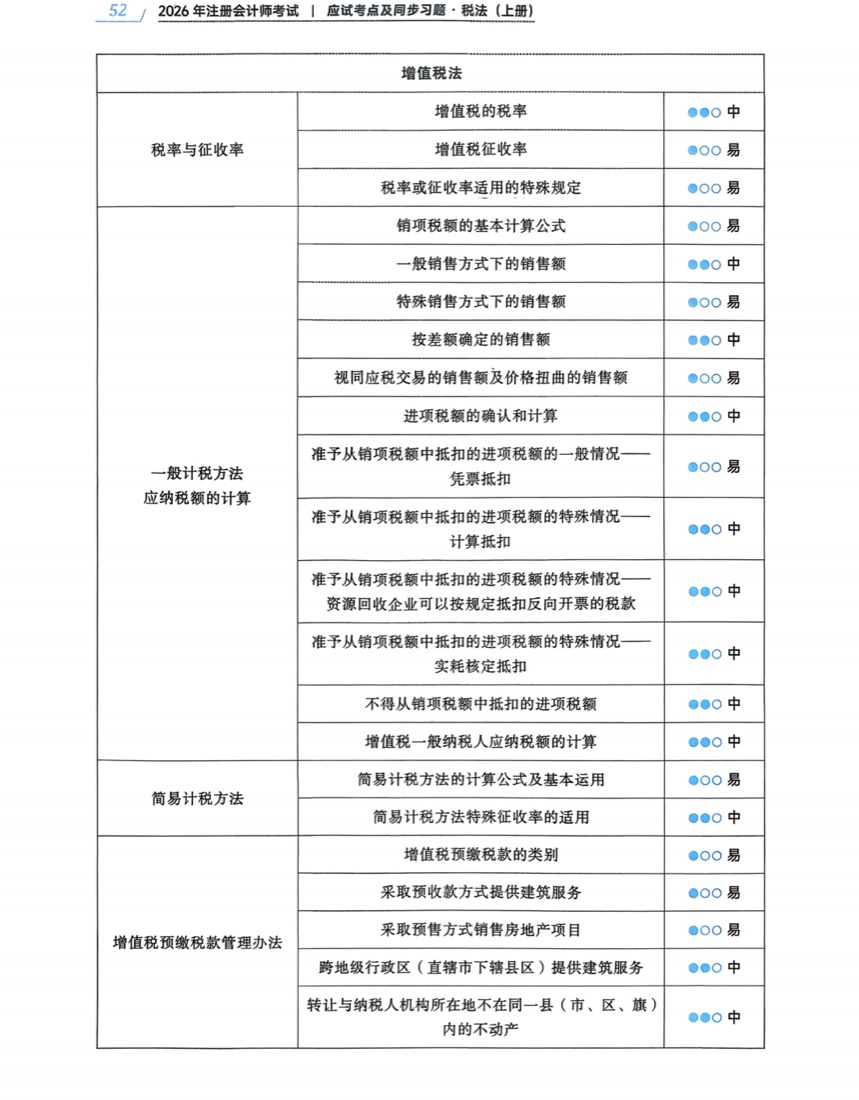 52 2026年注册会计师考试 | 应试考点及同步习题·税法（上册）
增值税法
税率与征收率
增值税的税率 中
增值税征收率 易
税率或征收率适用的特殊规定 易
一般计税方法
应纳税额的计算
销项税额的基本计算公式 易
一般销售方式下的销售额 中
特殊销售方式下的销售额 易
按差额确定的销售额 中
视同应税交易的销售额及价格扭曲的销售额 易
进项税额的确认和计算 中
准予从销项税额中抵扣的进项税额的一般情况——
凭票抵扣 易
准予从销项税额中抵扣的进项税额的特殊情况——
计算抵扣 中
准予从销项税额中抵扣的进项税额的特殊情况——
资源回收企业可以按规定抵扣反向开票的税款 中
准予从销项税额中抵扣的进项税额的特殊情况——
实耗核定抵扣 中
不得从销项税额中抵扣的进项税额 中
增值税一般纳税人应纳税额的计算 中
简易计税方法
简易计税方法的计算公式及基本运用 易
简易计税方法特殊征收率的适用 中
增值税预缴税款管理办法
增值税预缴税款的类别 易
采取预收款方式提供建筑服务 易
采取预售方式销售房地产项目 易
跨地级行政区（直辖市下辖县区）提供建筑服务 中
转让与纳税人机构所在地不在同一县（市、区、旗）
内的不动产 中